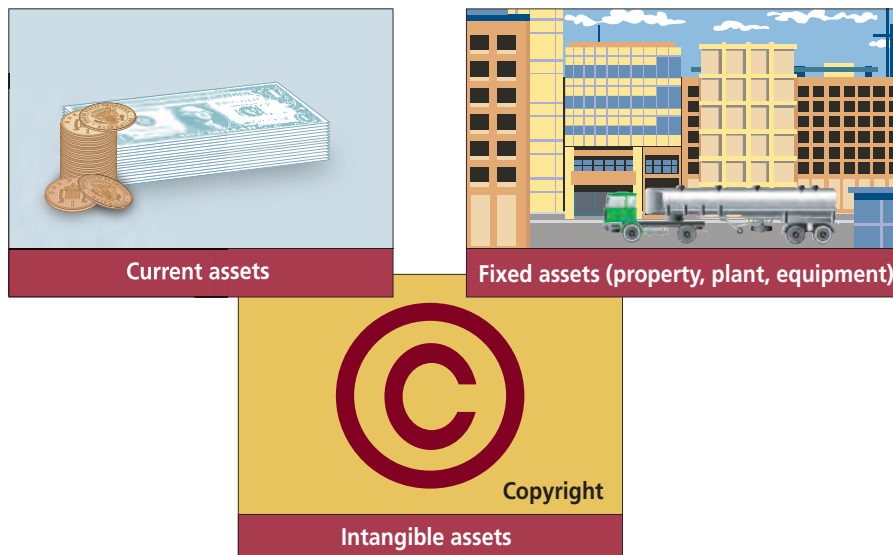 Current assets
Fixed assets (property, plant, equipment)
Copyright
Intangible assets